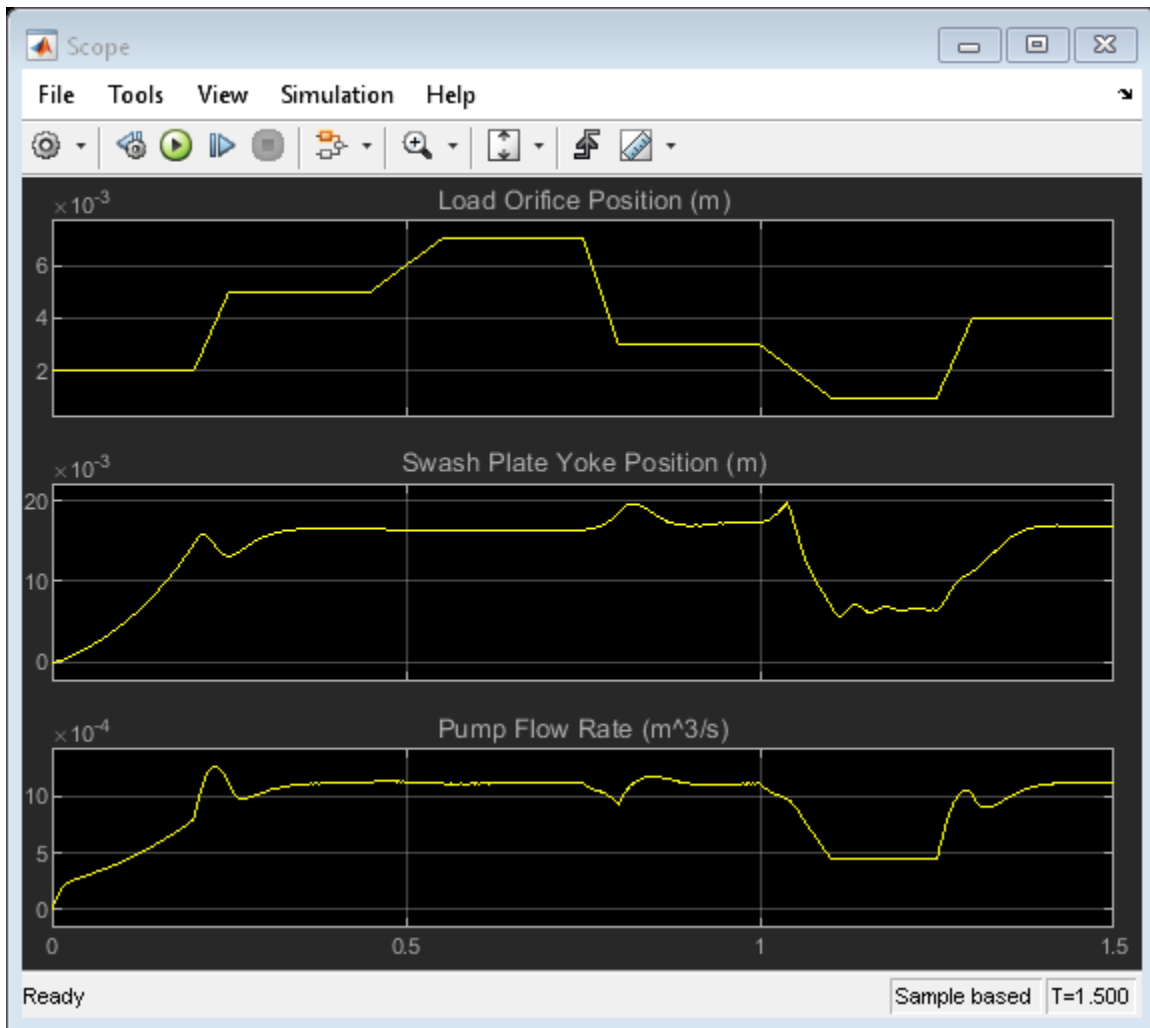 Scope
File Tools View Simulation Help
×10⁻³
Load Orifice Position (m)
6
4
2
×10⁻³
Swash Plate Yoke Position (m)
20
10
0
×10⁻⁴
Pump Flow Rate (m^3/s)
10
5
0
0 0.5 1 1.5
Ready Sample based T=1.500